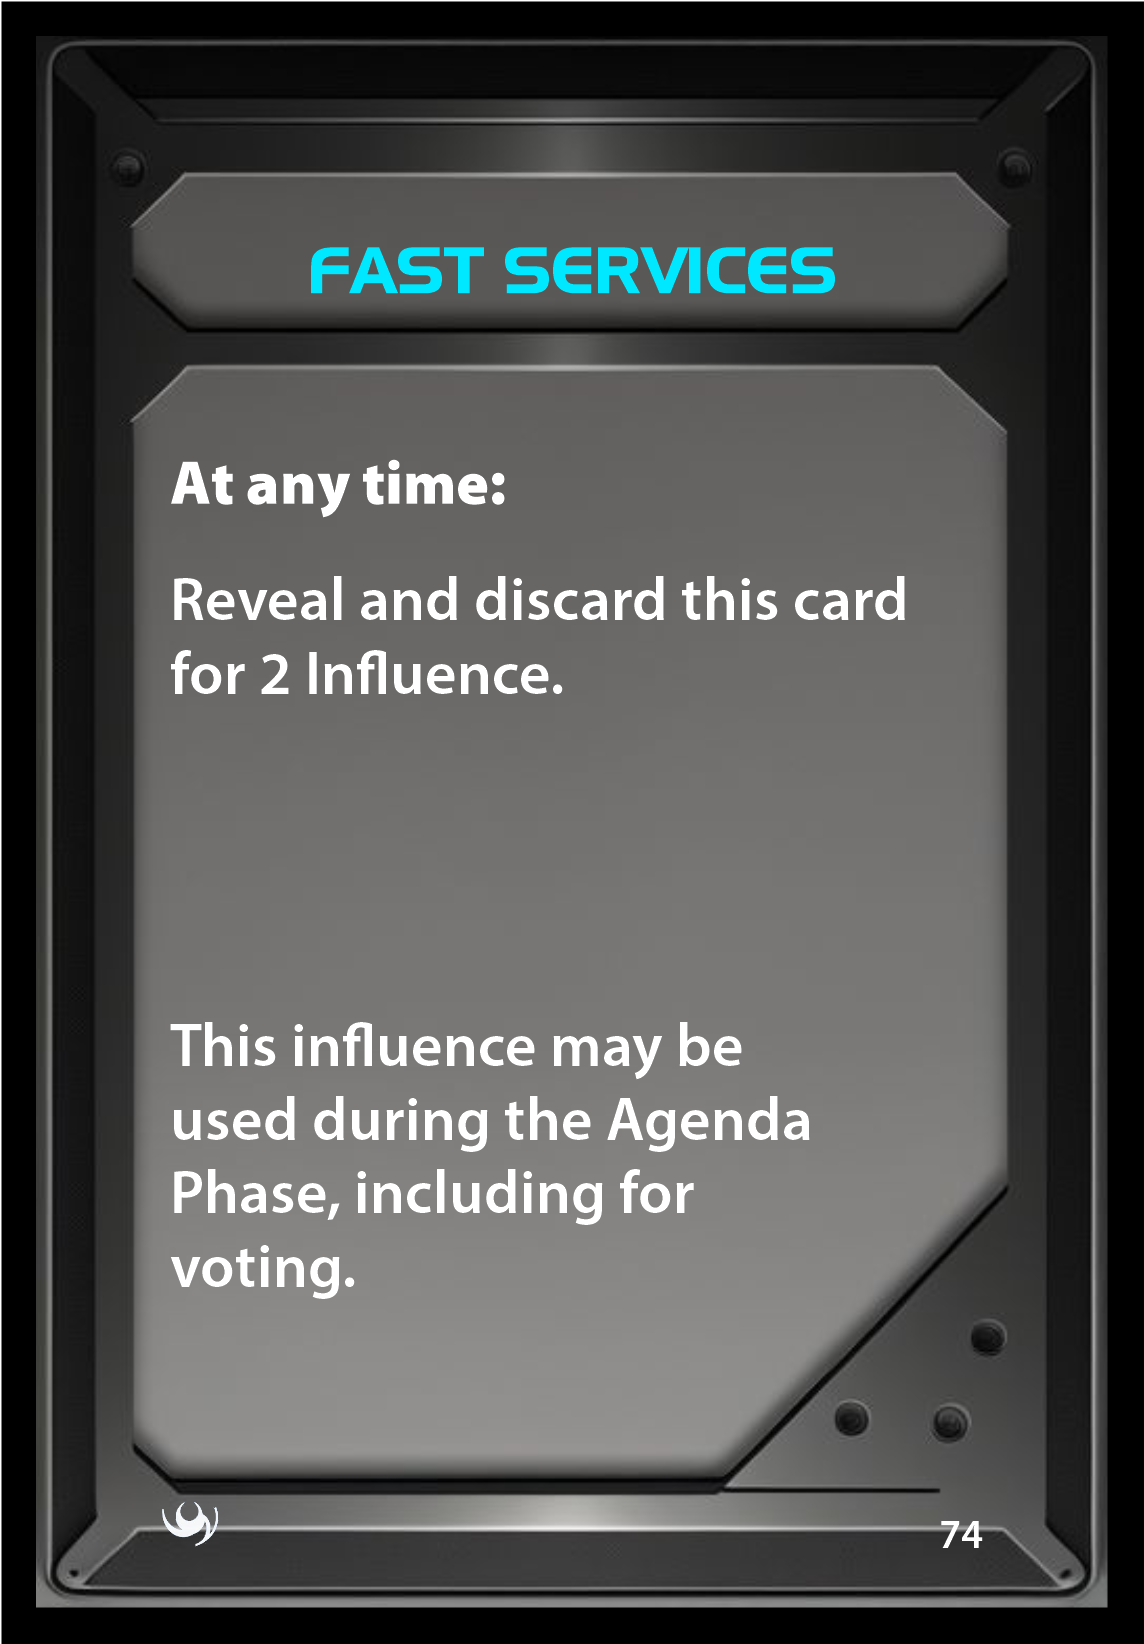 FAST SERVICES
At any time:
Reveal and discard this card
for 2 Influence.
This influence may be
used during the Agenda
Phase, including for
voting.
74